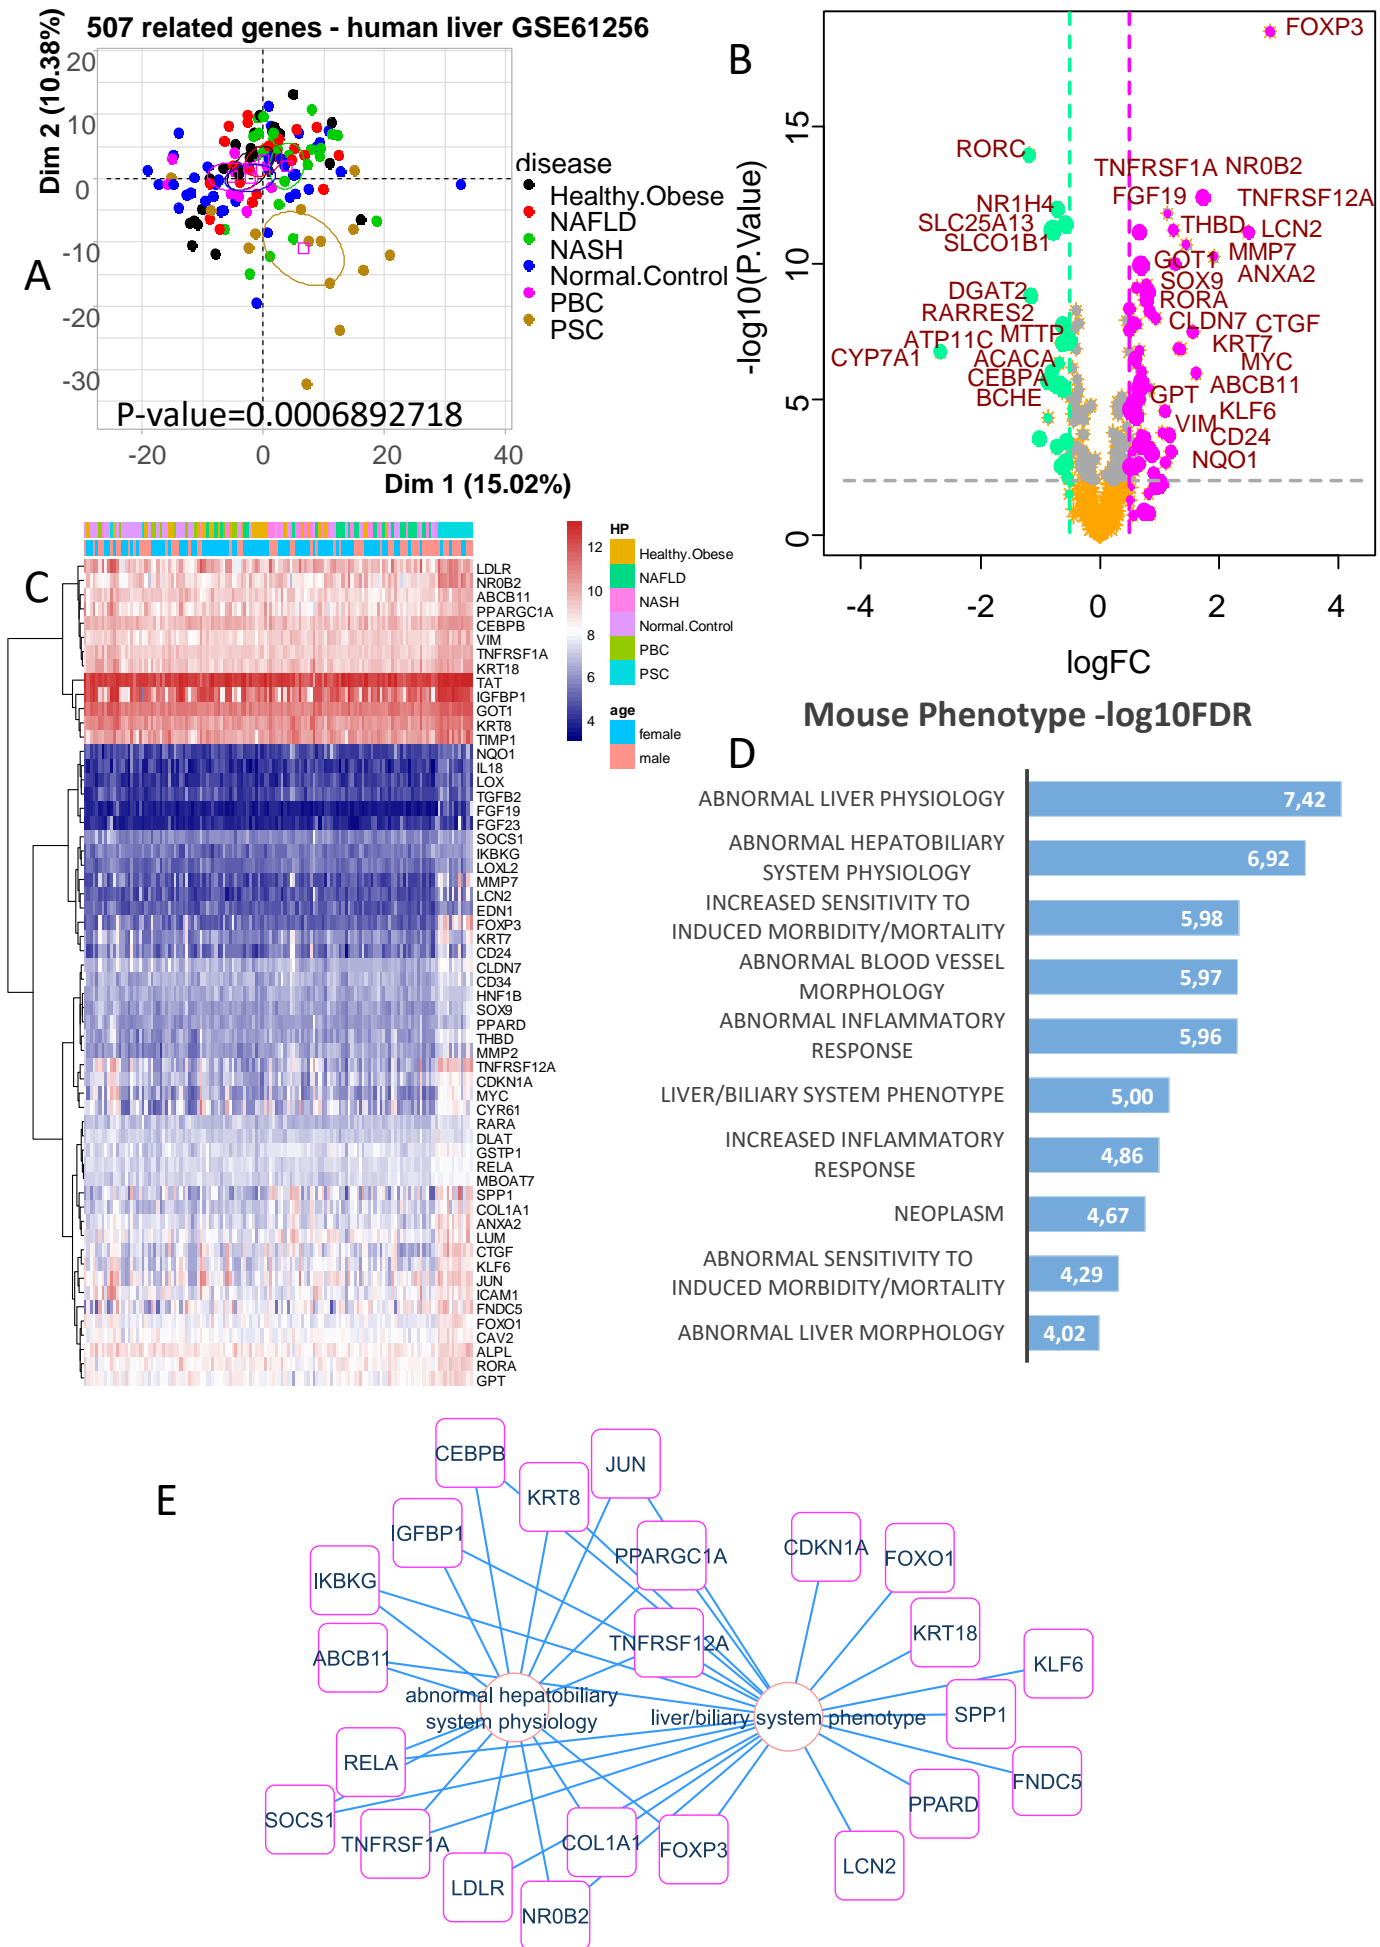 507 related genes - human liver GSE61256
Dim 2 (10.38%)
20
10
0
-10
-20
-30
A
P-value=0.0006892718
-20
0
20
40
Dim 1 (15.02%)
disease
Healthy.Obese
NAFLD
NASH
Normal.Control
PBC
PSC
B
-log10(P.Value)
15
10
5
0
FOXP3
RORC
TNFRSF1A
NR0B2
FGF19
TNFRSF12A
NR1H4
SLC25A13
THBD
LCN2
SLCO1B1
GOT1
MMP7
ANXA2
SOX9
DGAT2
RORA
RARRES2
CLDN7
CTGF
ATP11C
MTTP
KRT7
CYP7A1
ACACA
MYC
CEBPA
ABCB11
BCHE
GPT
VIM
KLF6
CD24
NQO1
-4
-2
0
2
4
logFC
C
12
10
8
6
4
HP
Healthy.Obese
NAFLD
NASH
Normal.Control
PBC
PSC
age
female
male
LDLR
NR0B2
ABCB11
PPARGC1A
CEBPB
VIM
TNFRSF1A
KRT18
TAT
IGFBP1
GOT1
KRT8
TIMP1
NQO1
IL18
LOX
TGFB2
FGF19
FGF23
SOCS1
IKBKG
LOXL2
MMP7
LCN2
EDN1
FOXP3
KRT7
CD24
CLDN7
CD34
HNF1B
SOX9
PPARD
THBD
MMP2
TNFRSF12A
CDKN1A
MYC
CYR61
RARA
DLAT
GSTP1
RELA
MBOAT7
SPP1
COL1A1
ANXA2
LUM
CTGF
KLF6
JUN
ICAM1
FNDC5
FOXO1
CAV2
ALPL
RORA
GPT
Mouse Phenotype -log10FDR
D
ABNORMAL LIVER PHYSIOLOGY
7,42
ABNORMAL HEPATOBILIARY
SYSTEM PHYSIOLOGY
6,92
INCREASED SENSITIVITY TO
INDUCED MORBIDITY/MORTALITY
5,98
ABNORMAL BLOOD VESSEL
MORPHOLOGY
5,97
ABNORMAL INFLAMMATORY
RESPONSE
5,96
LIVER/BILIARY SYSTEM PHENOTYPE
5,00
INCREASED INFLAMMATORY
RESPONSE
4,86
NEOPLASM
4,67
ABNORMAL SENSITIVITY TO
INDUCED MORBIDITY/MORTALITY
4,29
ABNORMAL LIVER MORPHOLOGY
4,02
E
CEBPB
JUN
KRT8
IGFBP1
PPARGC1A
CDKN1A
FOXO1
IKBKG
TNFRSF12A
KRT18
ABCB11
KLF6
abnormal hepatobiliary
system physiology
liver/biliary system phenotype
SPP1
RELA
FNDC5
PPARD
SOCS1
TNFRSF1A
COL1A1
FOXP3
LCN2
LDLR
NR0B2